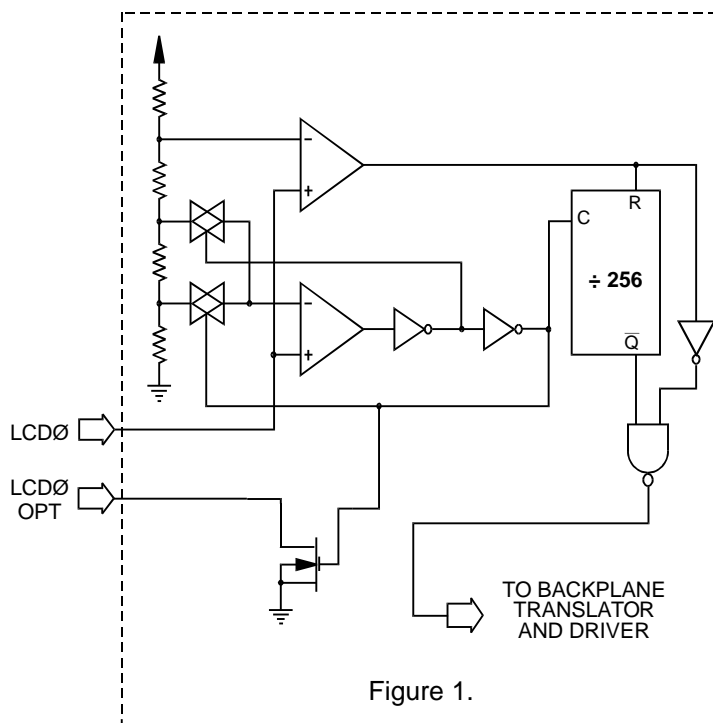 −
+
R
C
÷ 256
−
+
Q̅
LCDØ
LCDØ
OPT
TO BACKPLANE
TRANSLATOR
AND DRIVER
Figure 1.